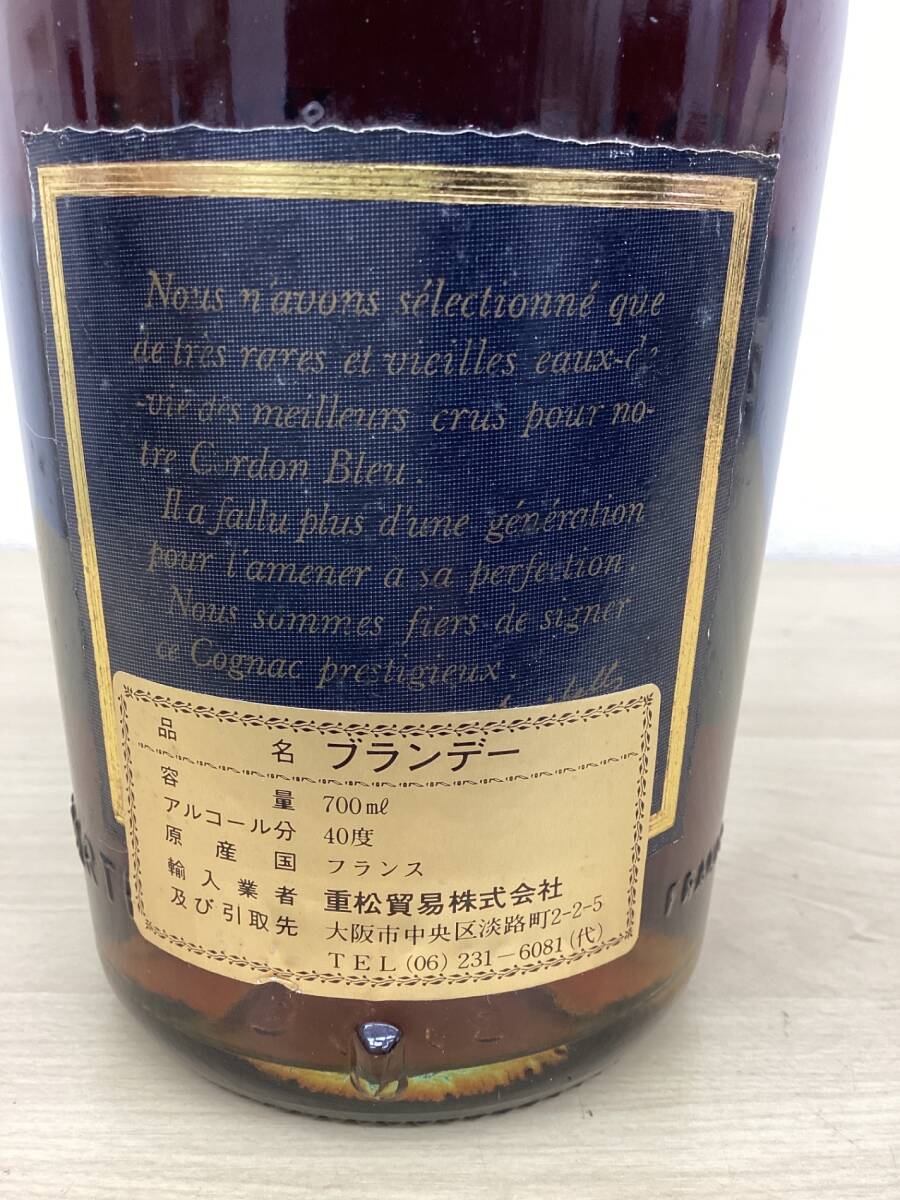 Nous n'avons sélectionné que
de très rares et vieilles eaux-de
-vie des meilleurs crus pour no-
tre Cordon Bleu.
Il a fallu plus d'une génération
pour l'amener a sa perfection.
Nous sommes fiers de signer
ce Cognac prestigieux.
品名 ブランデー
容量 700ml
アルコール分 40度
原産国 フランス
輸入業者 重松貿易株式会社
及び引取先 大阪市中央区淡路町2-2-5
TEL (06) 231-6081 (代)